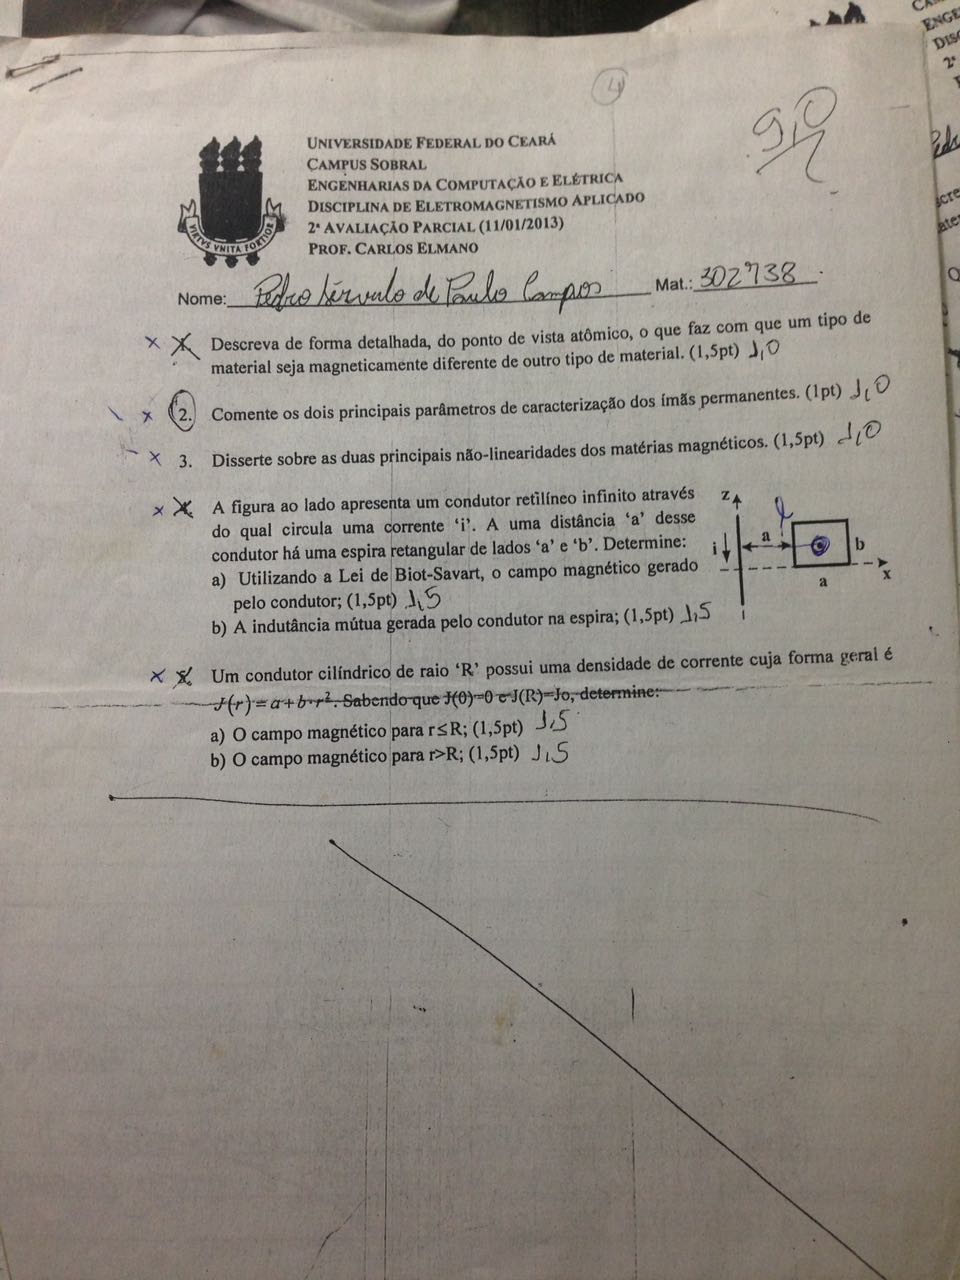 4
9,0
UNIVERSIDADE FEDERAL DO CEARÁ
CAMPUS SOBRAL
ENGENHARIAS DA COMPUTAÇÃO E ELÉTRICA
DISCIPLINA DE ELETROMAGNETISMO APLICADO
2ª AVALIAÇÃO PARCIAL (11/01/2013)
PROF. CARLOS ELMANO
VIRTVS VNITA FORTIOR
Nome: Pedro Sérvulo de Paulo Campos Mat.: 302738
Descreva de forma detalhada, do ponto de vista atômico, o que faz com que um tipo de
material seja magneticamente diferente de outro tipo de material. (1,5pt) 1,0
2. Comente os dois principais parâmetros de caracterização dos ímãs permanentes. (1pt) 1,0
3. Disserte sobre as duas principais não-linearidades dos matérias magnéticos. (1,5pt) 1,0
A figura ao lado apresenta um condutor retilíneo infinito através
do qual circula uma corrente 'i'. A uma distância 'a' desse
condutor há uma espira retangular de lados 'a' e 'b'. Determine:
a) Utilizando a Lei de Biot-Savart, o campo magnético gerado
pelo condutor; (1,5pt) 1,5
b) A indutância mútua gerada pelo condutor na espira; (1,5pt) 1,5
z
i
a
b
a
x
Um condutor cilíndrico de raio 'R' possui uma densidade de corrente cuja forma geral é
J(r)=a+b·r². Sabendo que J(0)=0 e J(R)=Jo, determine:
a) O campo magnético para r≤R; (1,5pt) 1,5
b) O campo magnético para r>R; (1,5pt) 1,5